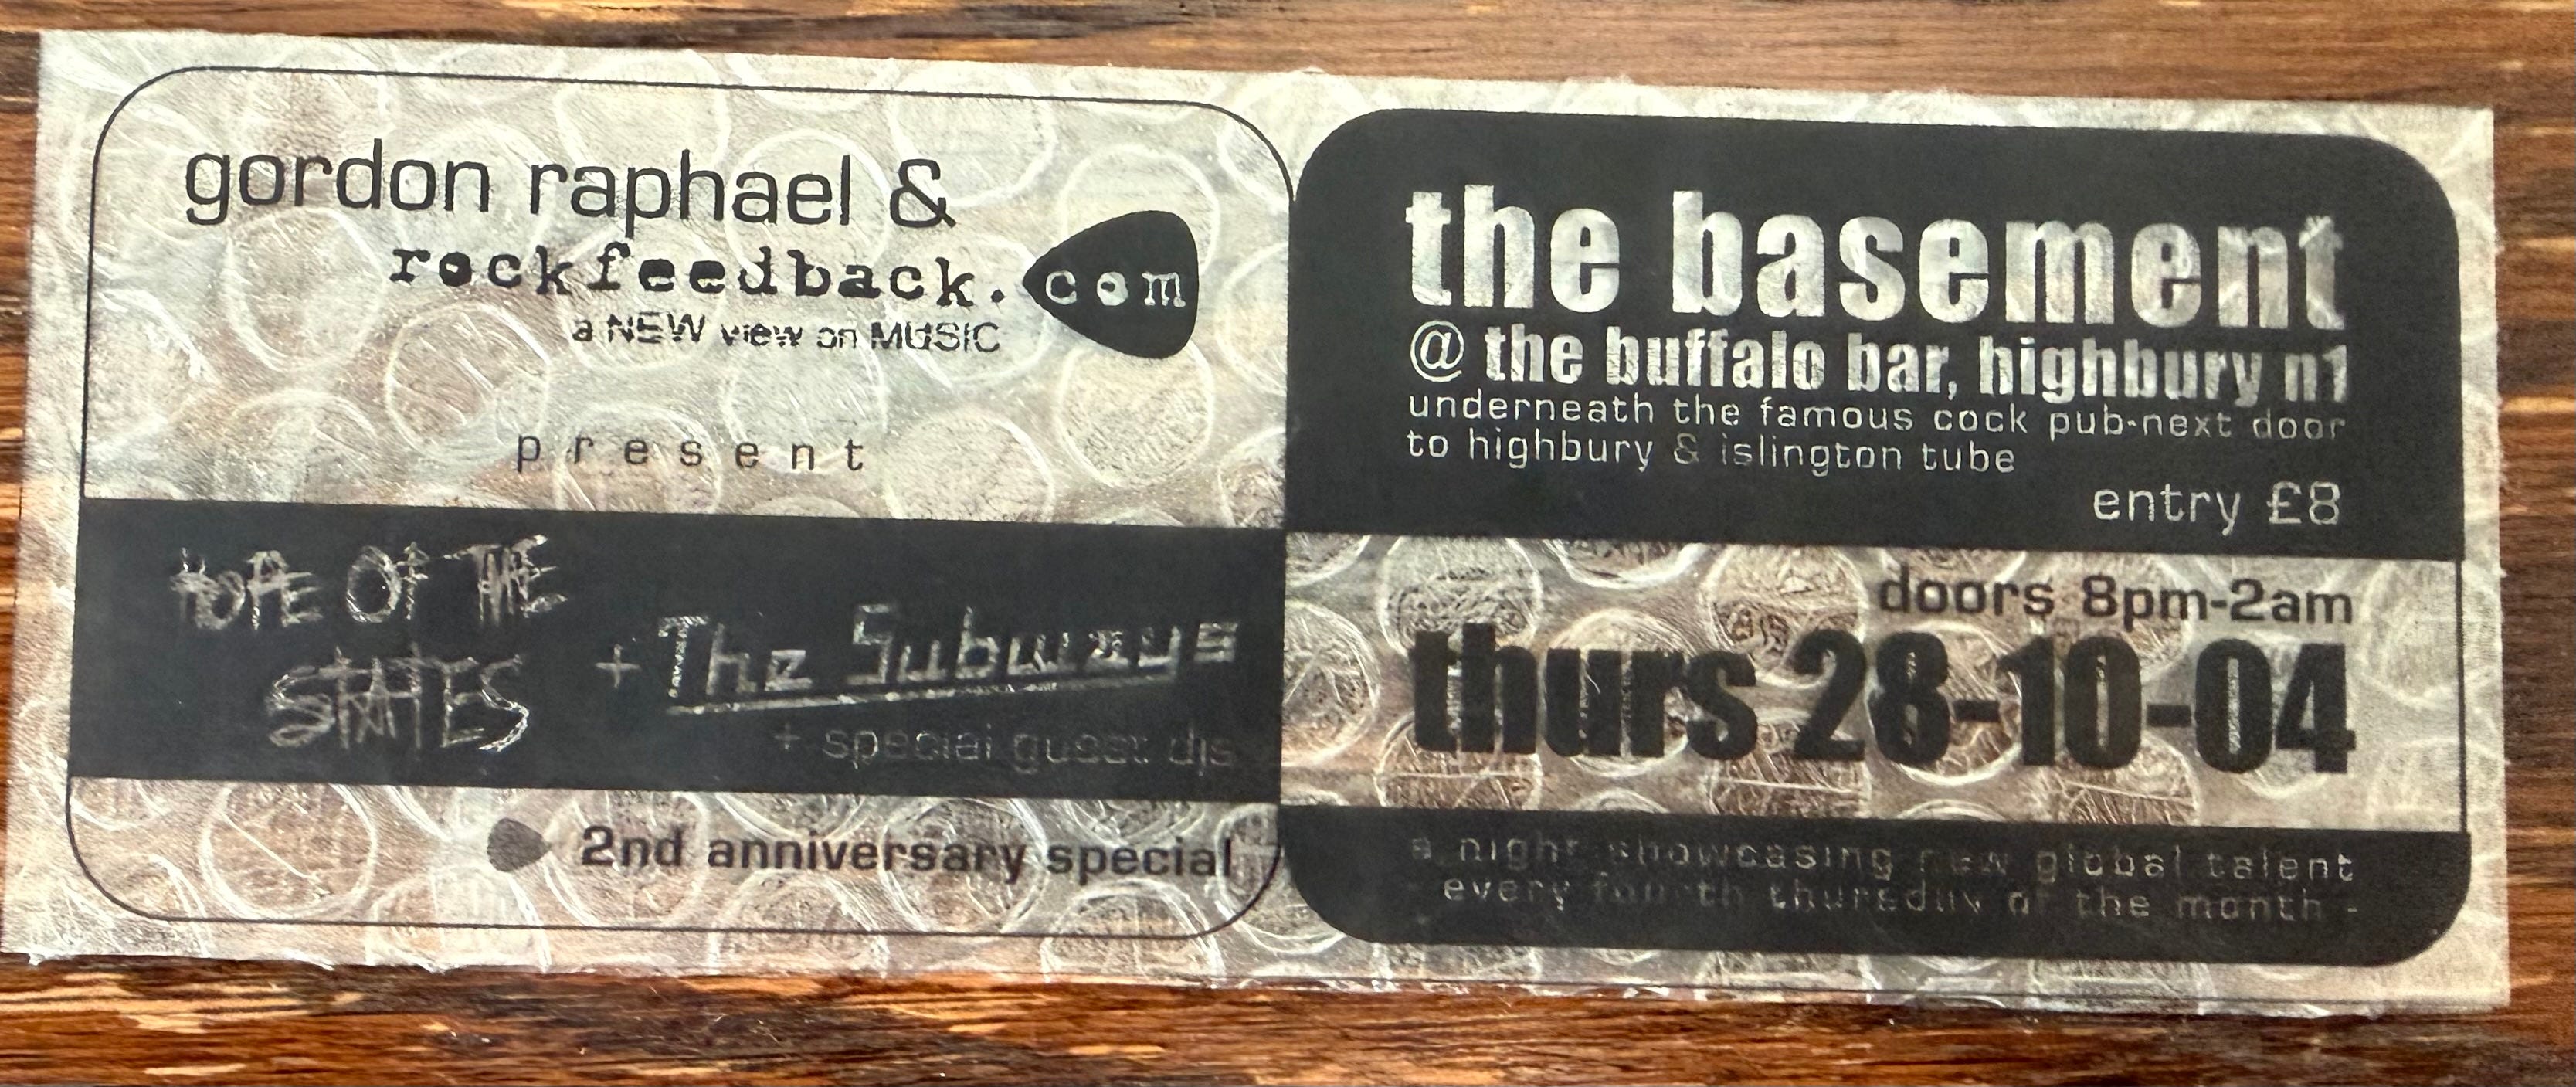 gordon raphael &
rockfeedback.com
a NEW view on MUSIC
present
HOPE OF THE
STATES
+ The Subways
+ special guest djs
2nd anniversary special
the basement
@ the buffalo bar, highbury n1
underneath the famous cock pub-next door
to highbury & islington tube
entry £8
doors 8pm-2am
thurs 28-10-04
a night showcasing new global talent
every fourth thursday of the month -